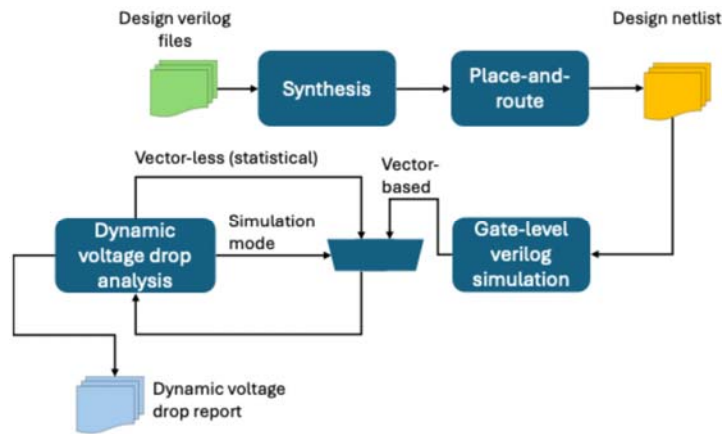 Design verilog
files
Design netlist
Synthesis
Place-and-
route
Vector-less (statistical)
Vector-
based
Dynamic
voltage drop
analysis
Simulation
mode
Gate-level
verilog
simulation
Dynamic voltage
drop report